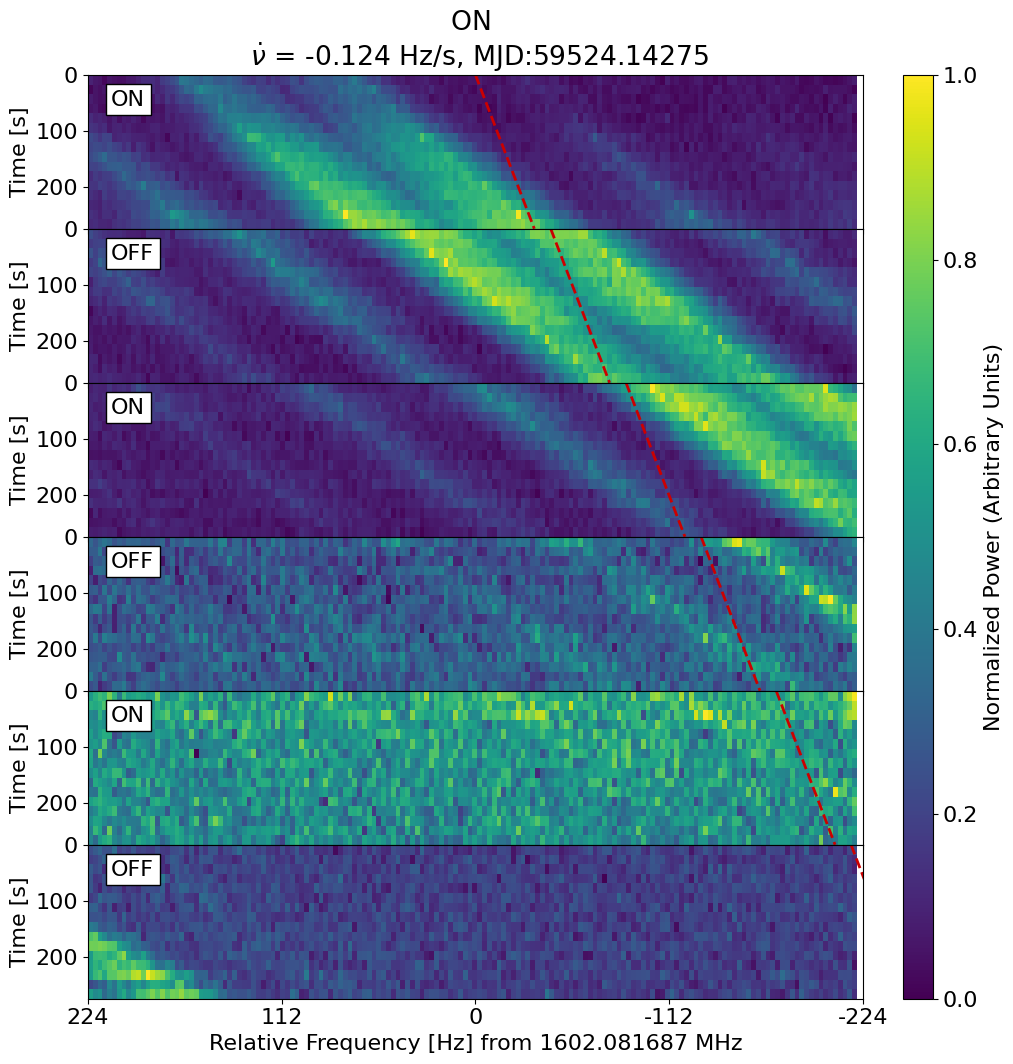 ON
ν̇ = -0.124 Hz/s, MJD:59524.14275
0
100
200
Time [s]
ON
0
100
200
Time [s]
OFF
0
100
200
Time [s]
ON
0
100
200
Time [s]
OFF
0
100
200
Time [s]
ON
0
100
200
Time [s]
OFF
224 112 0 -112 -224
Relative Frequency [Hz] from 1602.081687 MHz
1.0
0.8
0.6
0.4
0.2
0.0
Normalized Power (Arbitrary Units)